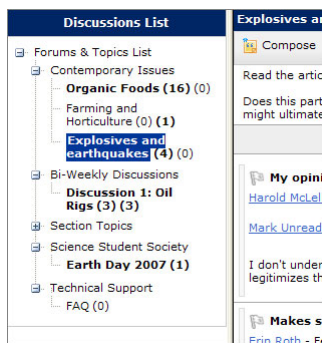 Discussions List
Forums & Topics List
Contemporary Issues
Organic Foods (16) (0)
Farming and
Horticulture (0) (1)
Explosives and
earthquakes (4) (0)
Bi-Weekly Discussions
Discussion 1: Oil
Rigs (3) (3)
Section Topics
Science Student Society
Earth Day 2007 (1)
Technical Support
FAQ (0)
Explosives an
Compose
Read the artic
Does this part
might ultimate
My opini
Harold McLel
Mark Unread
I don't under
legitimizes th
Makes s
Erin Roth - Fe